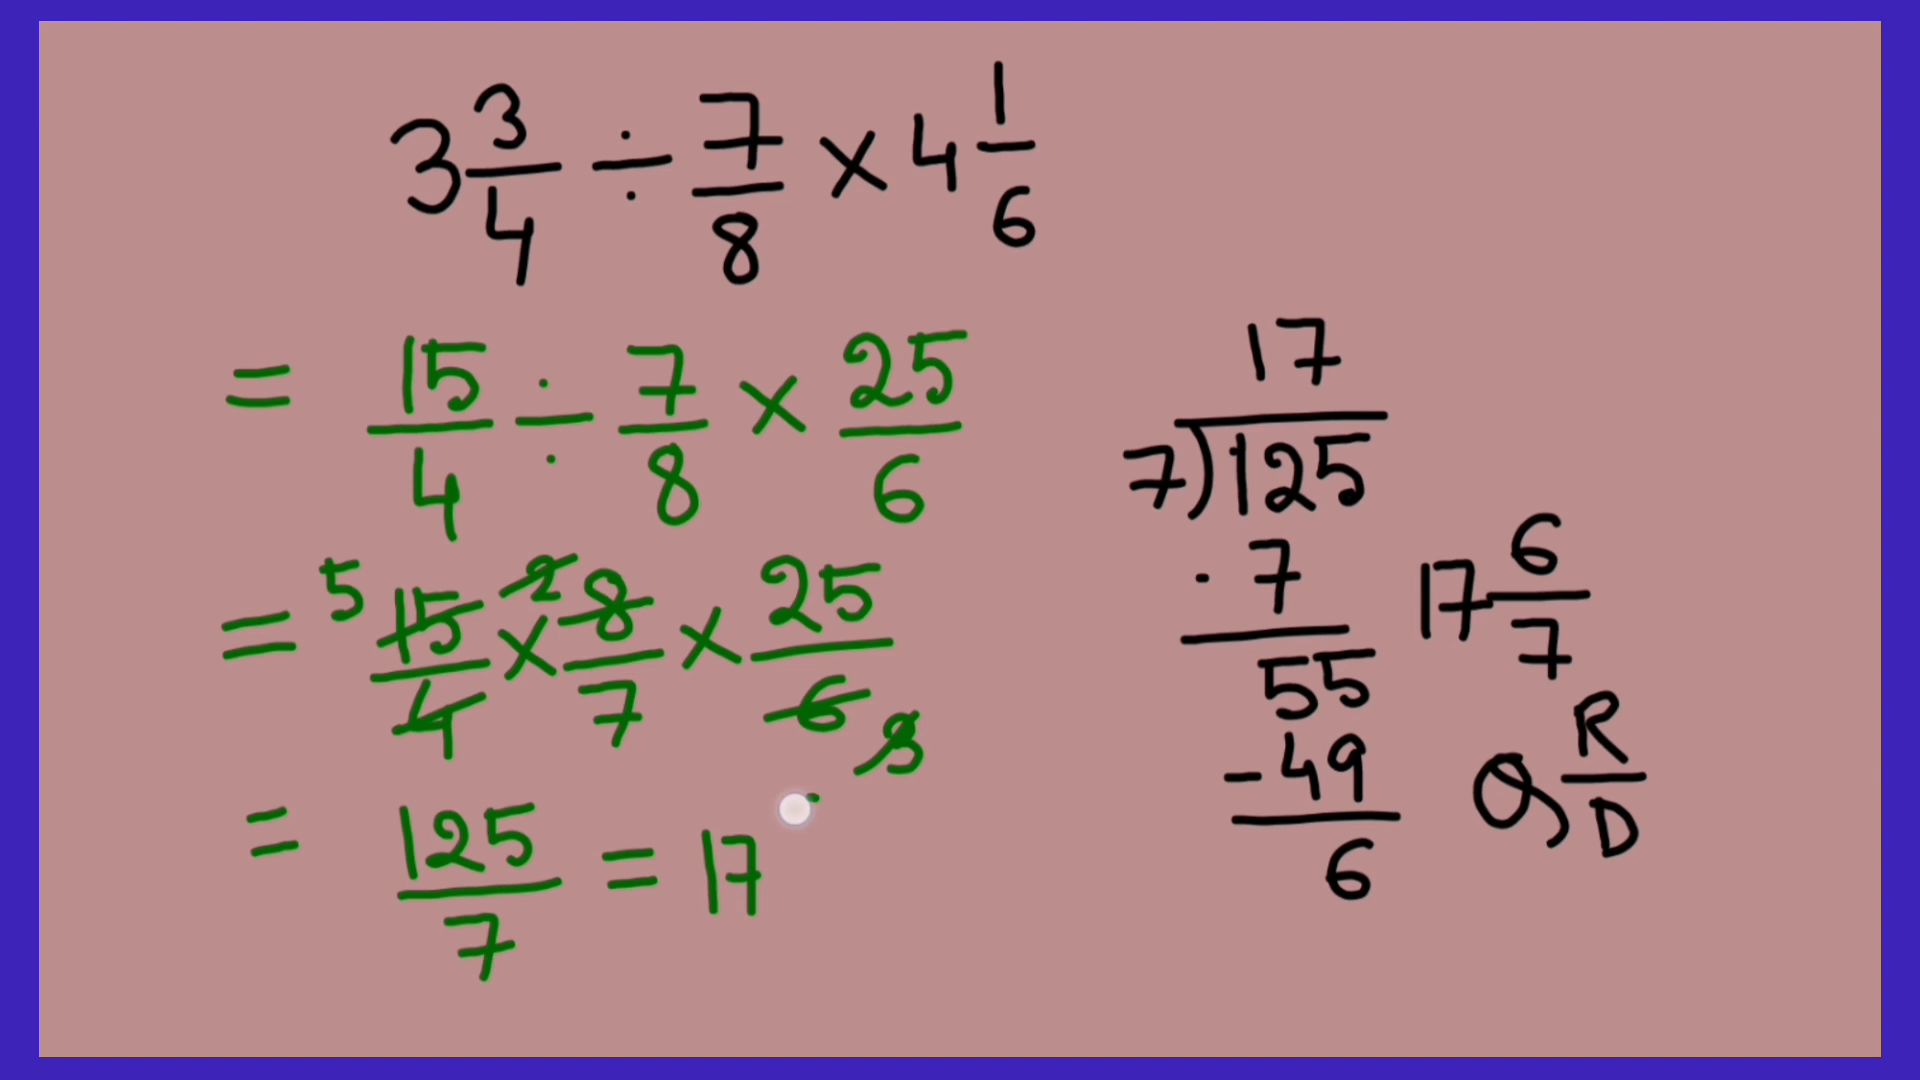 3 3/4 ÷ 7/8 × 4 1/6
= 15/4 ÷ 7/8 × 25/6
= 5 15/4 × 2 8/7 × 25/6 3
= 125/7 = 17
17
7)125
. 7
55
- 49
6
17 6/7
Q R/D